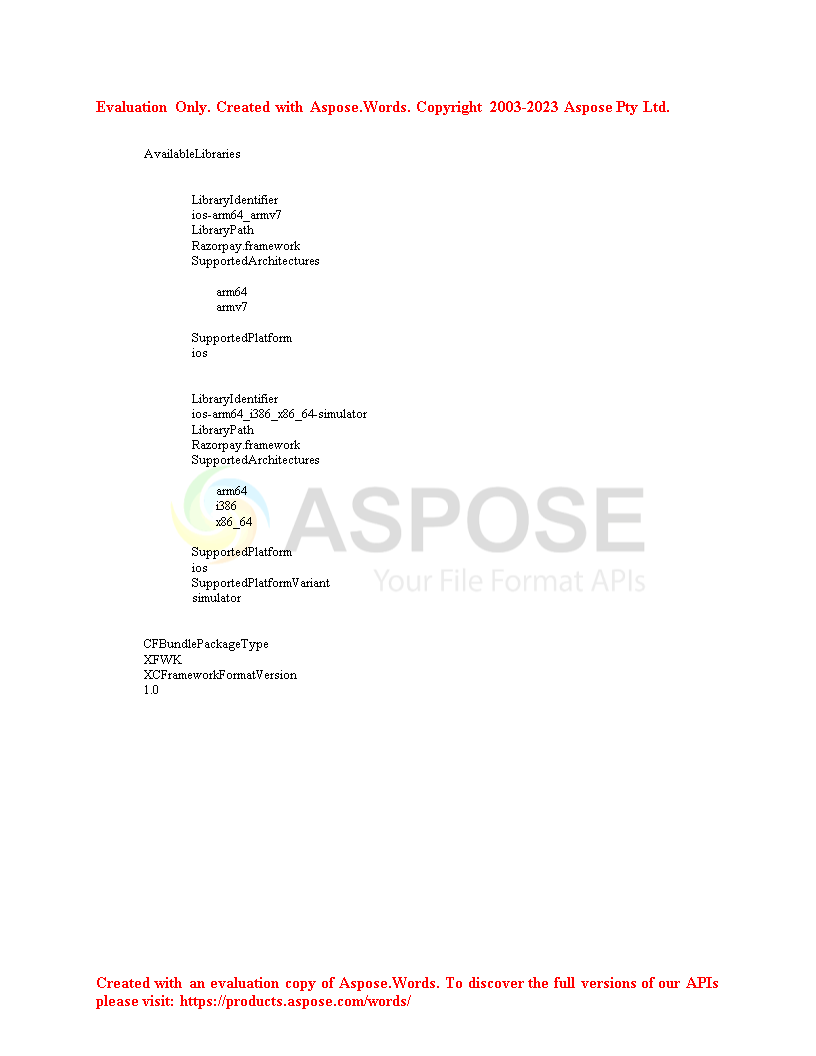 Evaluation Only. Created with Aspose.Words. Copyright 2003-2023 Aspose Pty Ltd.
AvailableLibraries
LibraryIdentifier
ios-arm64_armv7
LibraryPath
Razorpay.framework
SupportedArchitectures
arm64
armv7
SupportedPlatform
ios
LibraryIdentifier
ios-arm64_i386_x86_64-simulator
LibraryPath
Razorpay.framework
SupportedArchitectures
arm64
i386
x86_64
ASPOSE
SupportedPlatform
ios
SupportedPlatformVariant
Your File Format APIs
simulator
CFBundlePackageType
XFWK
XCFrameworkFormatVersion
1.0
Created with an evaluation copy of Aspose.Words. To discover the full versions of our APIs
please visit: https://products.aspose.com/words/